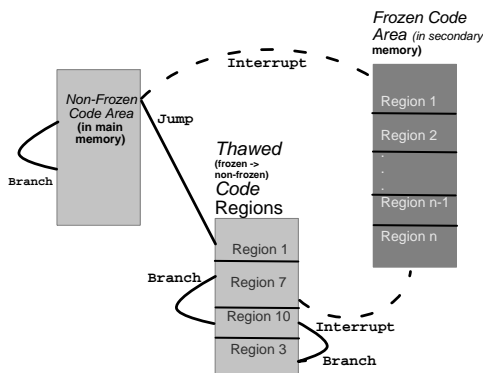 Frozen Code
Area (in secondary
memory)
Interrupt
Non-Frozen
Code Area
(in main
memory)
Jump
Branch
Region 1
Region 2
.
.
.
Region n-1
Region n
Thawed
(frozen ->
non-frozen)
Code
Regions
Region 1
Branch
Region 7
Region 10
Interrupt
Region 3
Branch